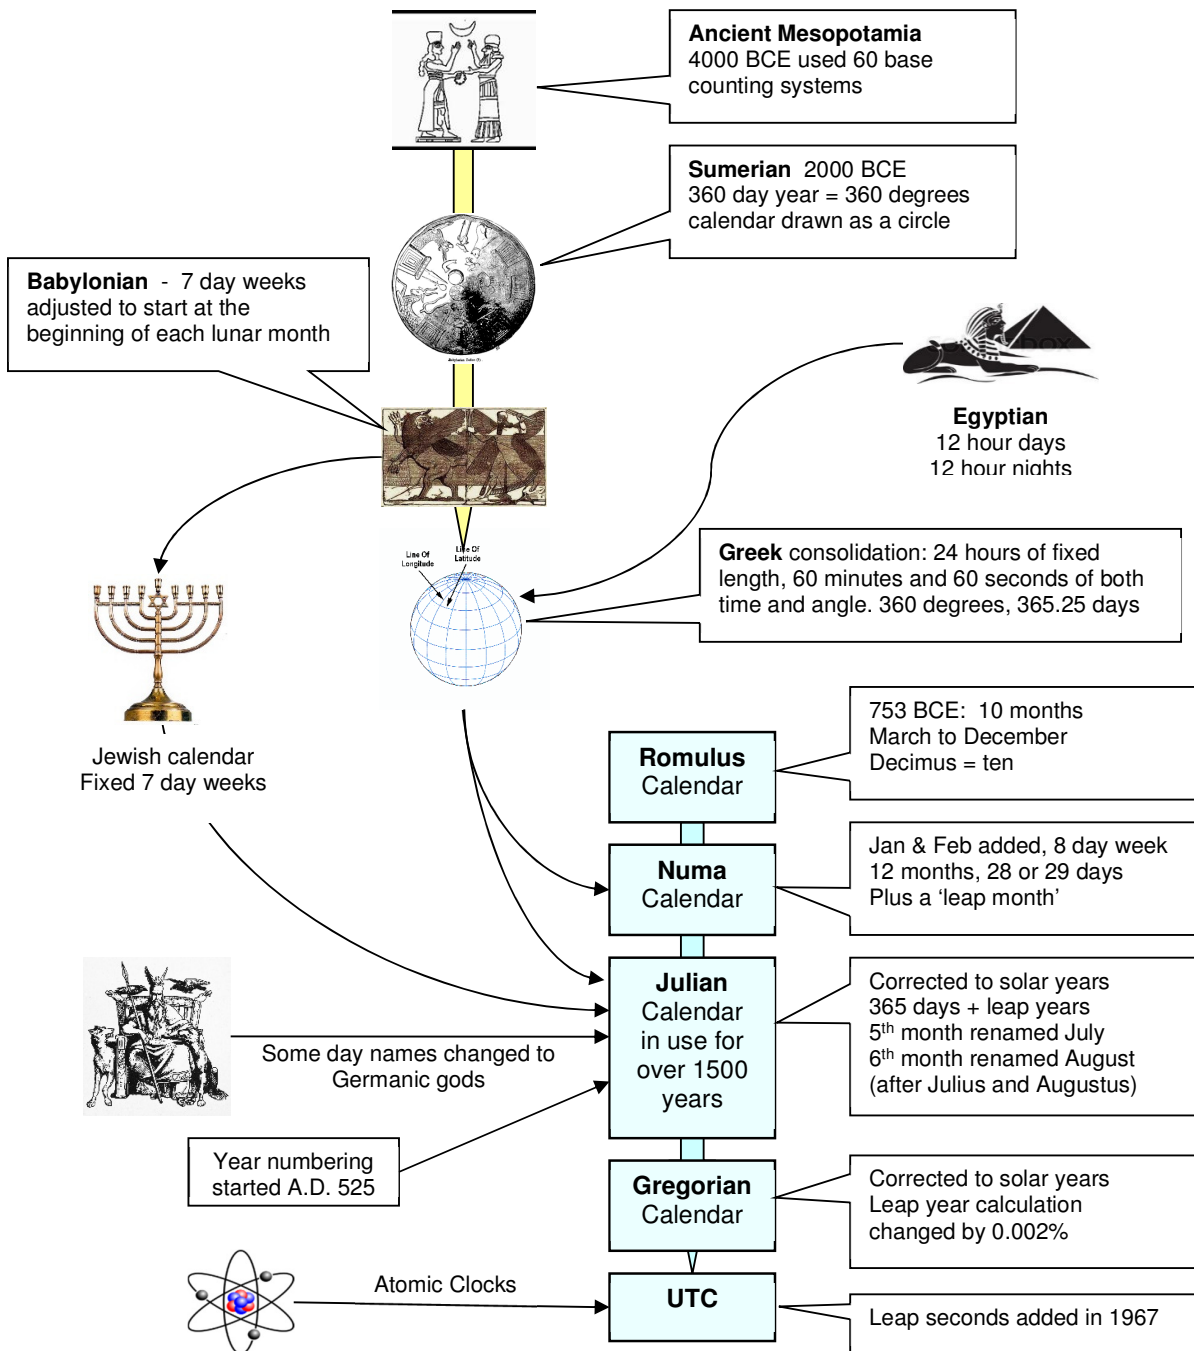 Ancient Mesopotamia
4000 BCE used 60 base
counting systems
Sumerian 2000 BCE
360 day year = 360 degrees
calendar drawn as a circle
Babylonian - 7 day weeks
adjusted to start at the
beginning of each lunar month
Egyptian
12 hour days
12 hour nights
Line Of
Longitude
Line Of
Latitude
Greek consolidation: 24 hours of fixed
length, 60 minutes and 60 seconds of both
time and angle. 360 degrees, 365.25 days
Jewish calendar
Fixed 7 day weeks
Romulus
Calendar
753 BCE: 10 months
March to December
Decimus = ten
Numa
Calendar
Jan & Feb added, 8 day week
12 months, 28 or 29 days
Plus a ‘leap month’
Julian
Calendar
in use for
over 1500
years
Corrected to solar years
365 days + leap years
5th month renamed July
6th month renamed August
(after Julius and Augustus)
Some day names changed to
Germanic gods
Year numbering
started A.D. 525
Gregorian
Calendar
Corrected to solar years
Leap year calculation
changed by 0.002%
Atomic Clocks
UTC
Leap seconds added in 1967